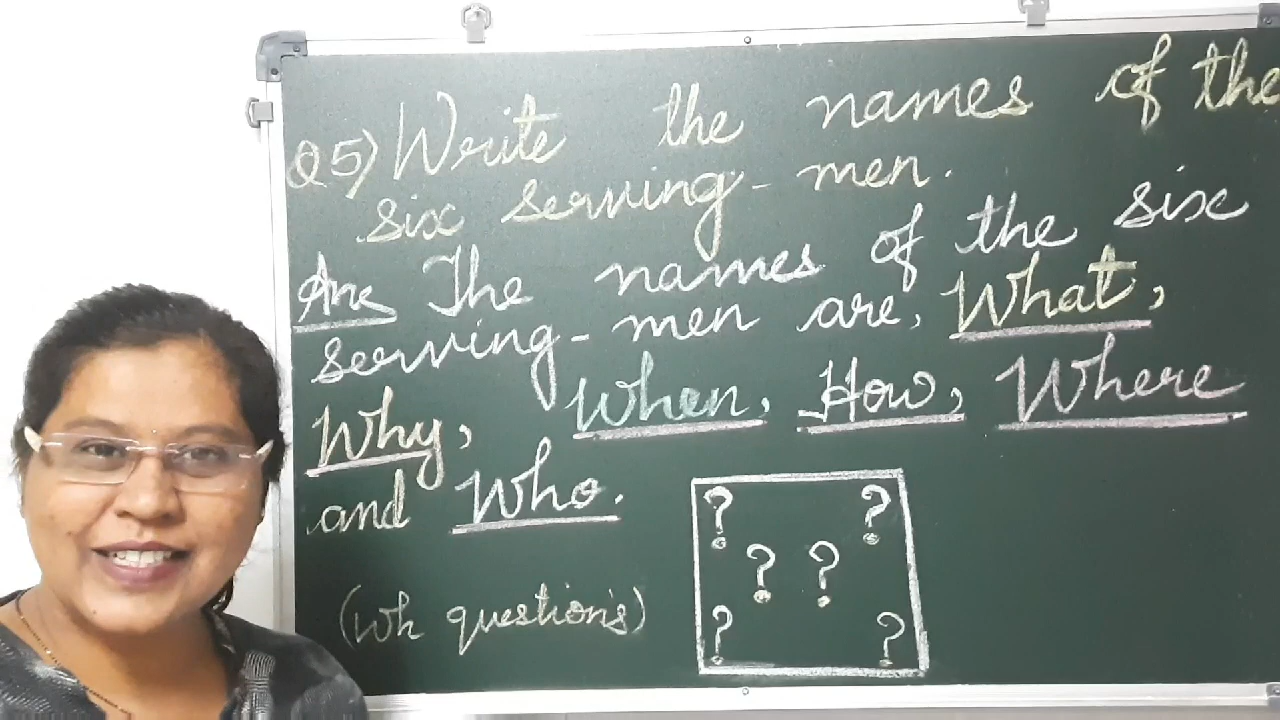 Q5) Write the names of the
six serving-men.
Ans The names of the six
serving-men are, What,
Why, When, How, Where
and Who.
(Wh question's)
? ?
? ?
? ?